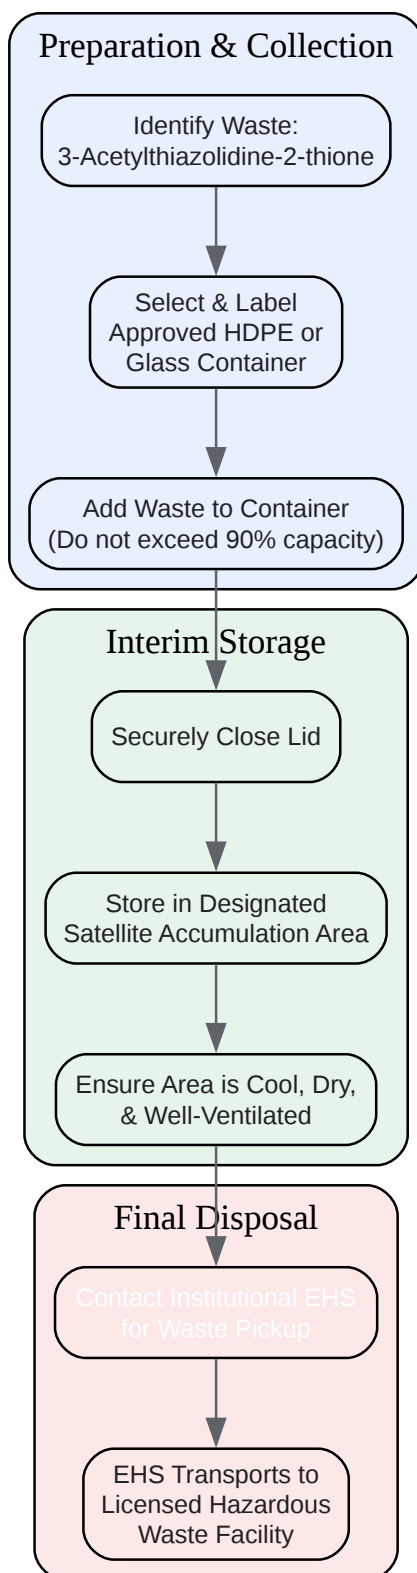 Preparation & Collection
Identify Waste:
3-Acetylthiazolidine-2-thione
Select & Label
Approved HDPE or
Glass Container
Add Waste to Container
(Do not exceed 90% capacity)
Interim Storage
Securely Close Lid
Store in Designated
Satellite Accumulation Area
Ensure Area is Cool, Dry,
& Well-Ventilated
Final Disposal
Contact Institutional EHS
for Waste Pickup
EHS Transports to
Licensed Hazardous
Waste Facility